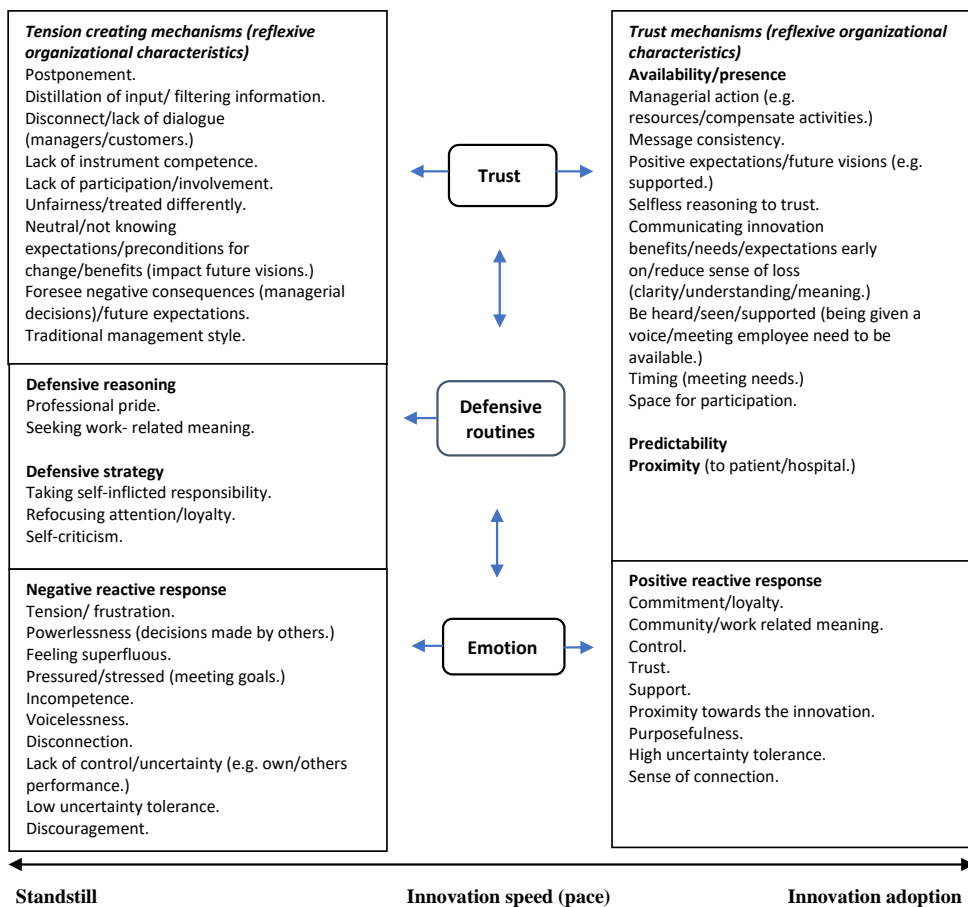 Tension creating mechanisms (reflexive
organizational characteristics)
Postponement.
Distillation of input/ filtering information.
Disconnect/lack of dialogue
(managers/customers.)
Lack of instrument competence.
Lack of participation/involvement.
Unfairness/treated differently.
Neutral/not knowing
expectations/preconditions for
change/benefits (impact future visions.)
Foresee negative consequences (managerial
decisions)/future expectations.
Traditional management style.
Defensive reasoning
Professional pride.
Seeking work- related meaning.
Defensive strategy
Taking self-inflicted responsibility.
Refocusing attention/loyalty.
Self-criticism.
Negative reactive response
Tension/ frustration.
Powerlessness (decisions made by others.)
Feeling superfluous.
Pressured/stressed (meeting goals.)
Incompetence.
Voicelessness.
Disconnection.
Lack of control/uncertainty (e.g. own/others
performance.)
Low uncertainty tolerance.
Discouragement.
Trust
Defensive
routines
Emotion
Trust mechanisms (reflexive organizational
characteristics)
Availability/presence
Managerial action (e.g.
resources/compensate activities.)
Message consistency.
Positive expectations/future visions (e.g.
supported.)
Selfless reasoning to trust.
Communicating innovation
benefits/needs/expectations early
on/reduce sense of loss
(clarity/understanding/meaning.)
Be heard/seen/supported (being given a
voice/meeting employee need to be
available.)
Timing (meeting needs.)
Space for participation.
Predictability
Proximity (to patient/hospital.)
Positive reactive response
Commitment/loyalty.
Community/work related meaning.
Control.
Trust.
Support.
Proximity towards the innovation.
Purposefulness.
High uncertainty tolerance.
Sense of connection.
Standstill
Innovation speed (pace)
Innovation adoption